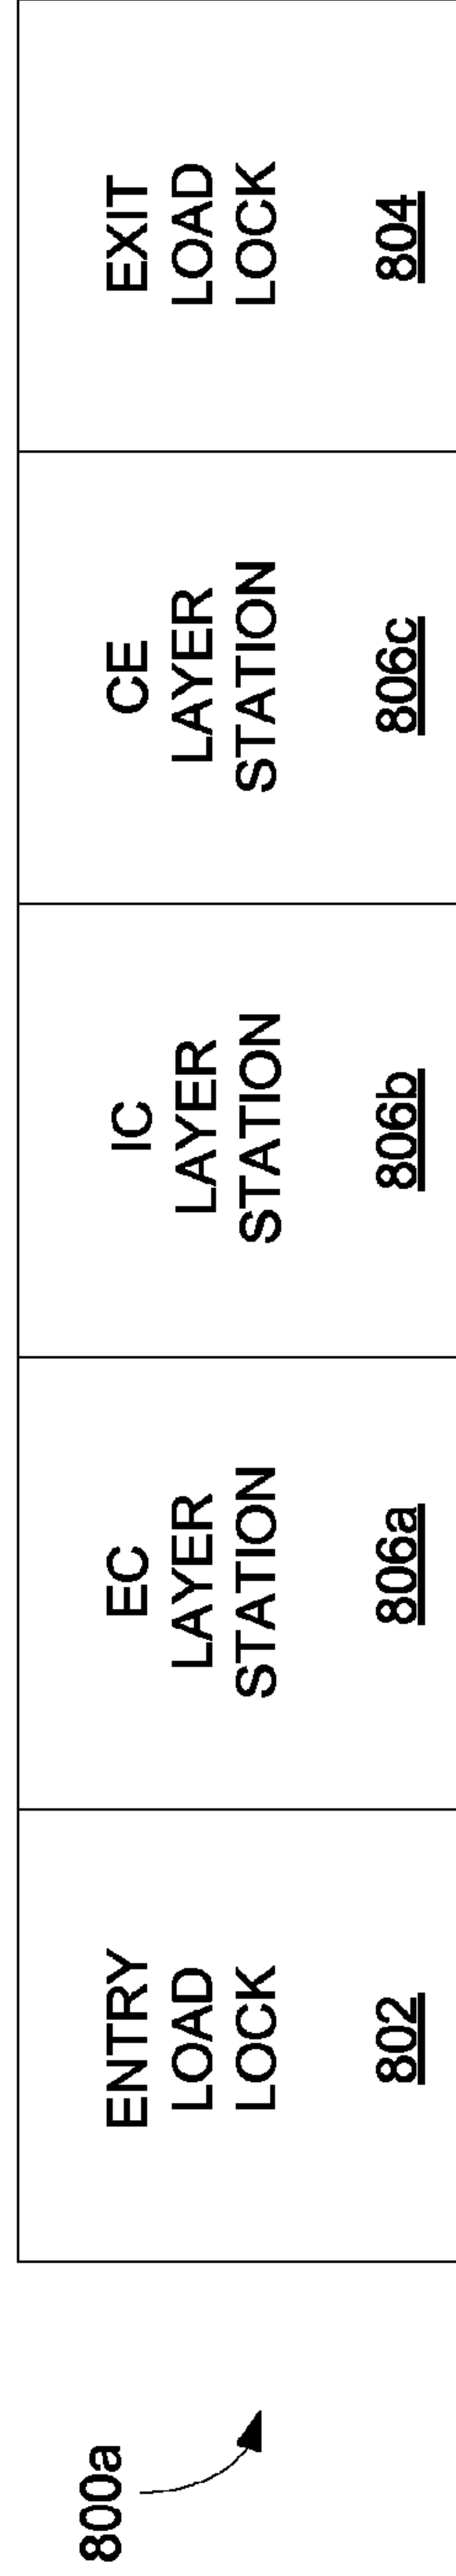 800a
ENTRY
LOAD
LOCK
802
EC
LAYER
STATION
806a
IC
LAYER
STATION
806b
CE
LAYER
STATION
806c
EXIT
LOAD
LOCK
804